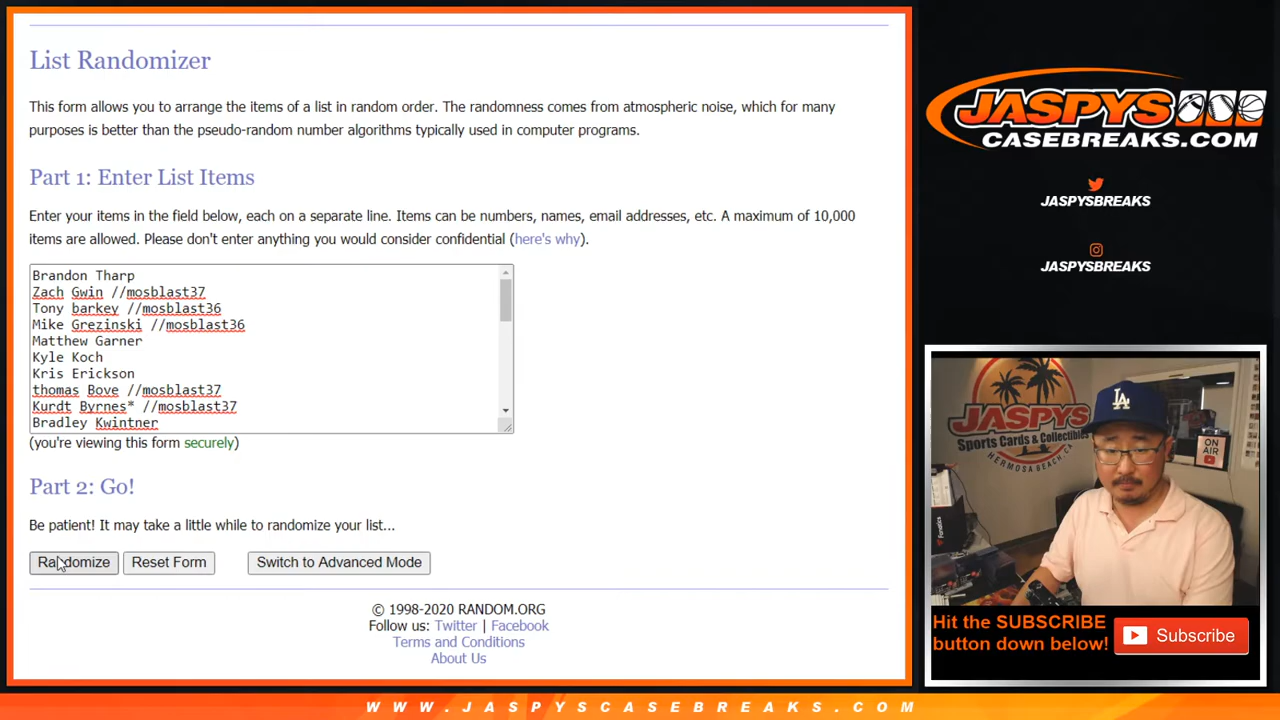 List Randomizer
This form allows you to arrange the items of a list in random order. The randomness comes from atmospheric noise, which for many
purposes is better than the pseudo-random number algorithms typically used in computer programs.
Part 1: Enter List Items
Enter your items in the field below, each on a separate line. Items can be numbers, names, email addresses, etc. A maximum of 10,000
items are allowed. Please don't enter anything you would consider confidential (here's why).
Brandon Tharp
Zach Gwin //mosblast37
Tony barkey //mosblast36
Mike Grezinski //mosblast36
Matthew Garner
Kyle Koch
Kris Erickson
thomas Bove //mosblast37
Kurdt Byrnes* //mosblast37
Bradley Kwintner
(you're viewing this form securely)
Part 2: Go!
Be patient! It may take a little while to randomize your list...
Randomize Reset Form Switch to Advanced Mode
© 1998-2020 RANDOM.ORG
Follow us: Twitter | Facebook
Terms and Conditions
About Us
JASPYS
CASEBREAKS.COM
JASPYSBREAKS
JASPYSBREAKS
JASPYS
Sports Cards & Collectibles
HERMOSA BEACH, CA
LA
ON AIR
Fanatics
Hit the SUBSCRIBE
button down below!
Subscribe
WWW.JASPYSCASEBREAKS.COM